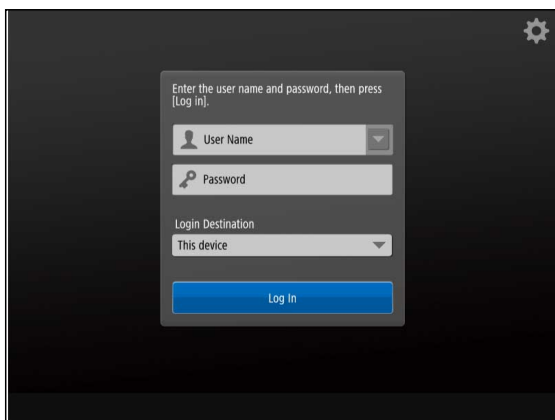 Enter the user name and password, then press
[Log in].
User Name
Password
Login Destination
This device
Log In